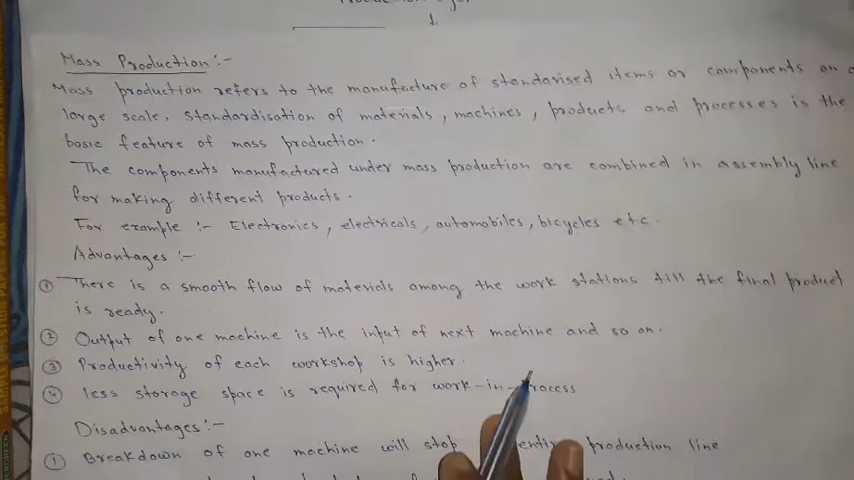 Mass Production :-
Mass production refers to the manufacture of standarised items or components on a
large scale. Standardisation of materials, machines, products and processes is the
basic feature of mass production.
The components manufactured under mass production are combined in assembly line
for making different products.
For example :- Electronics, electricals, automobiles, bicycles etc.
Advantages :-
① There is a smooth flow of materials among the work stations till the final product
is ready.
② Output of one machine is the input of next machine and so on.
③ Productivity of each workshop is higher.
④ less storage space is required for work-in-process
Disadvantages :-
① Breakdown of one machine will stop production line